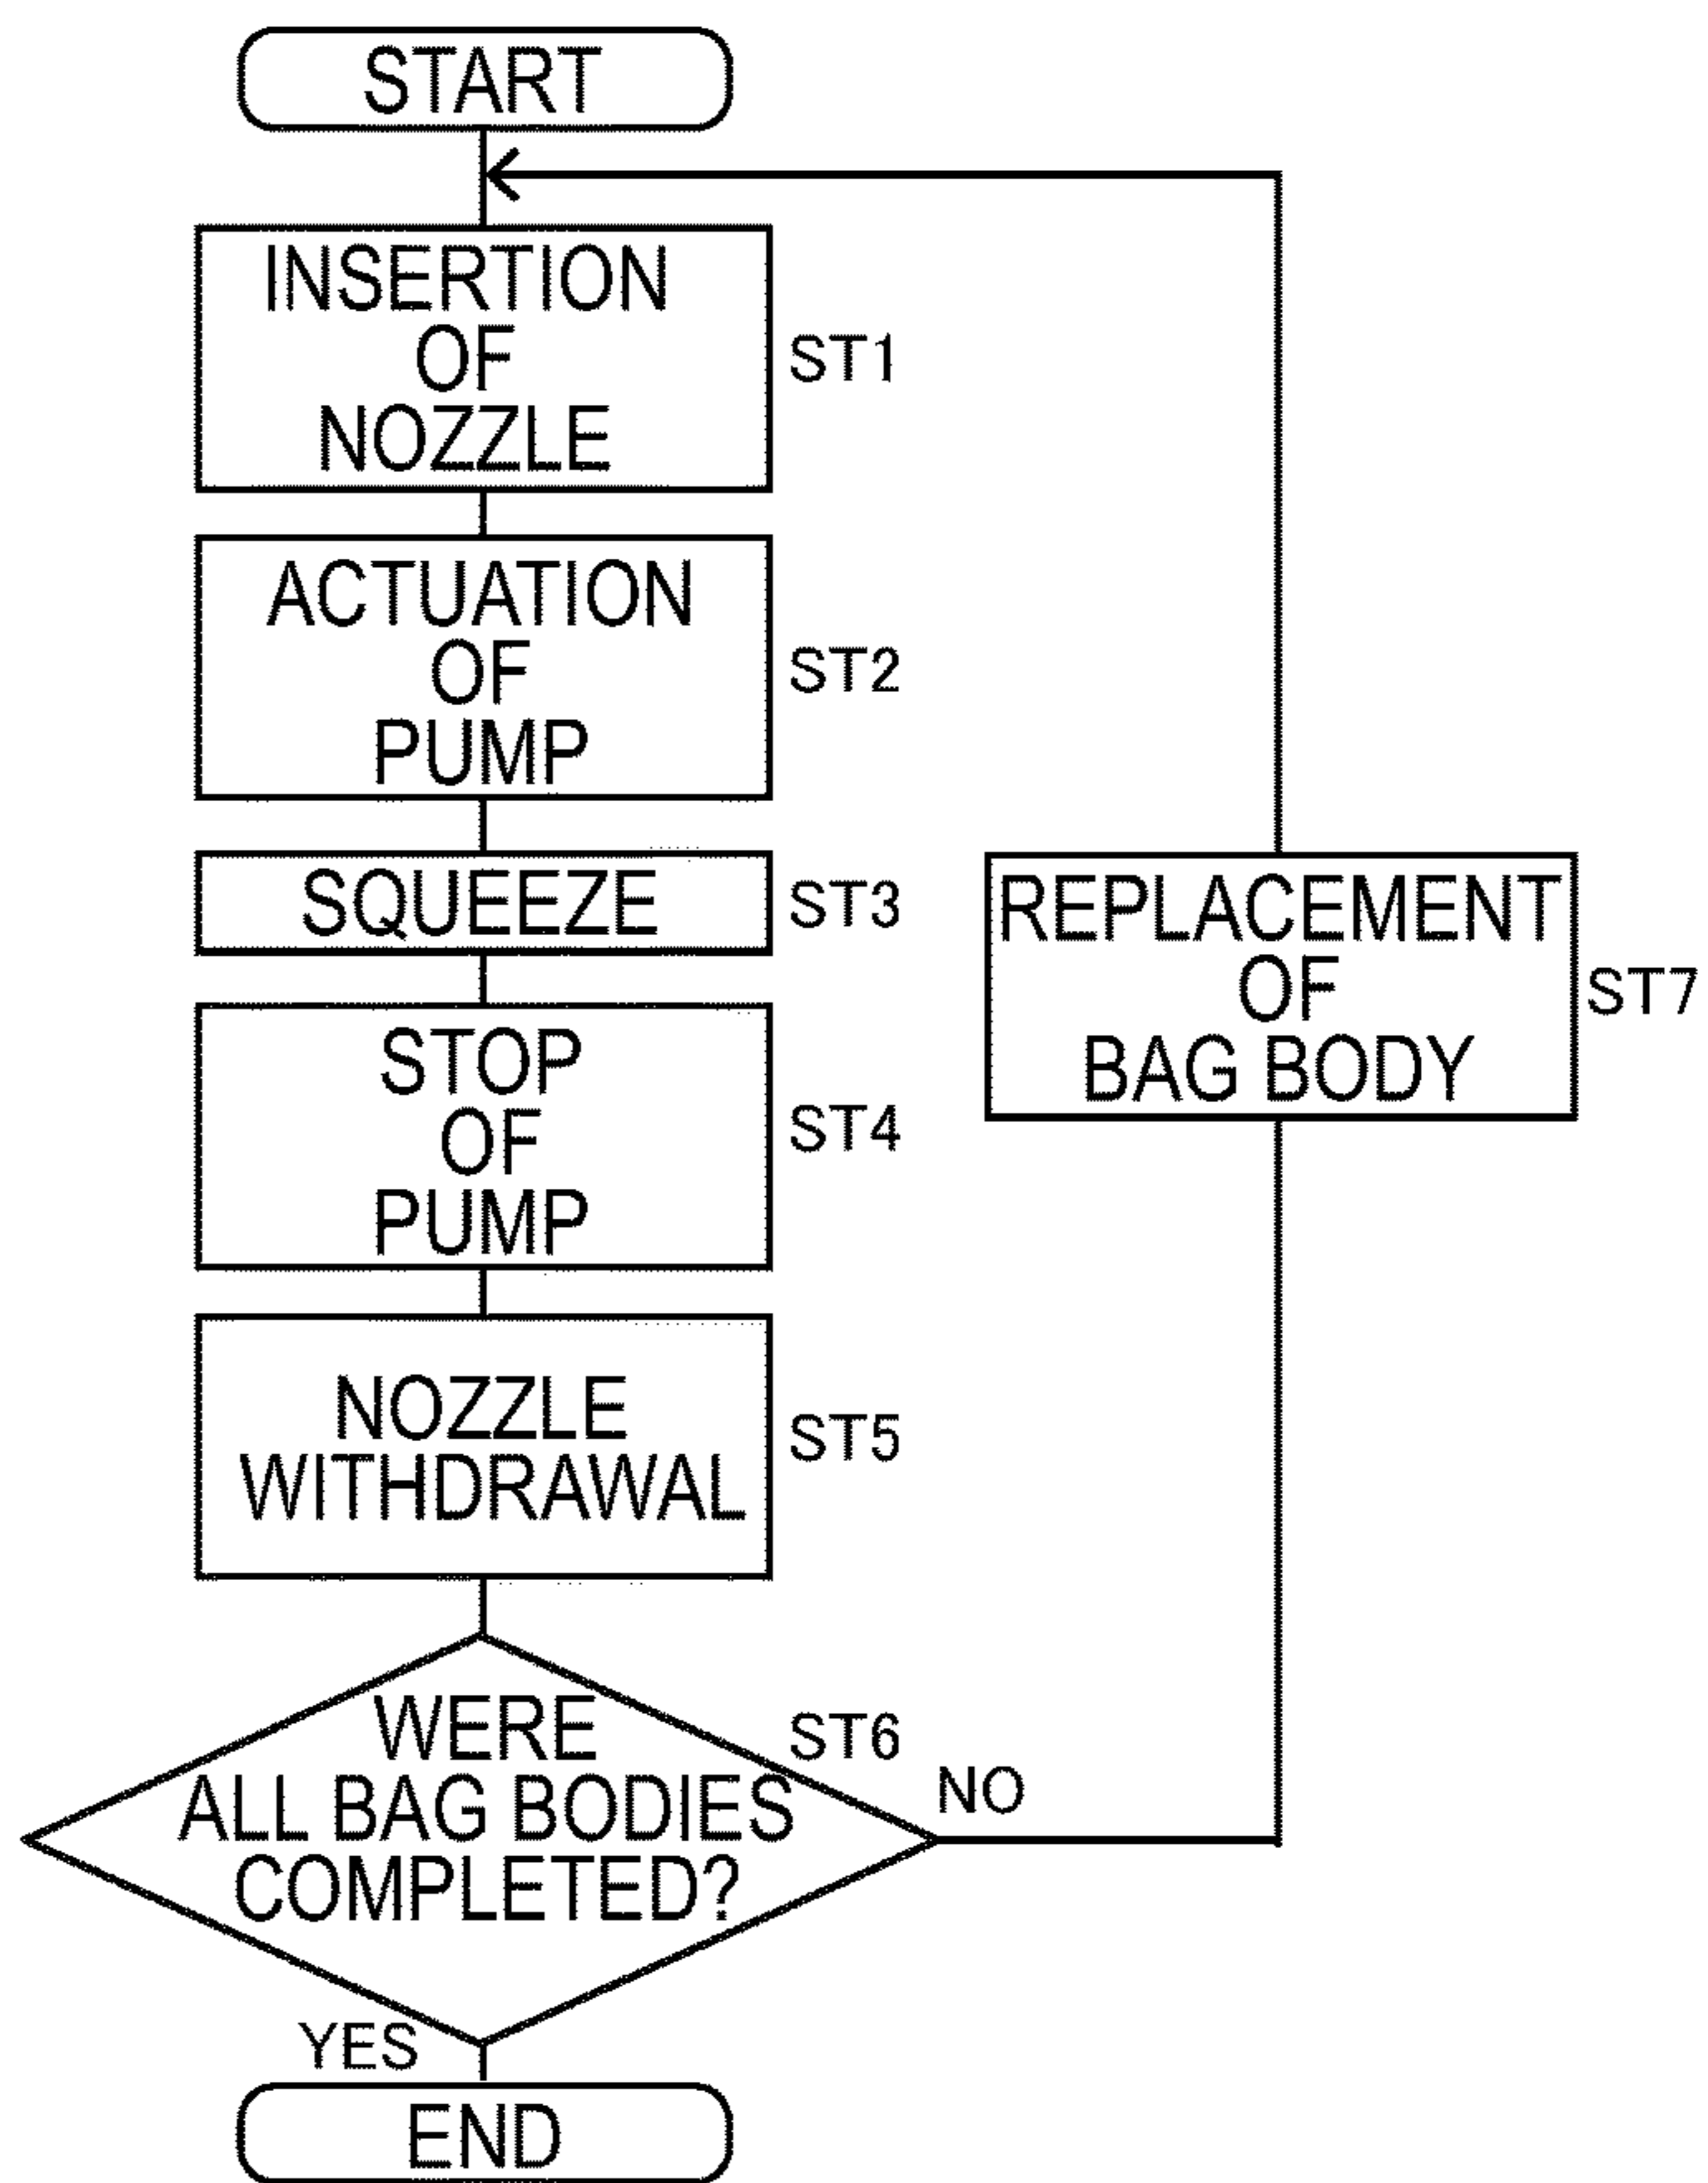 START
INSERTION
OF
NOZZLE
ST1
ACTUATION
OF
PUMP
ST2
SQUEEZE
ST3
STOP
OF
PUMP
ST4
NOZZLE
WITHDRAWAL
ST5
WERE
ALL BAG BODIES
COMPLETED?
ST6
NO
REPLACEMENT
OF
BAG BODY
ST7
YES
END